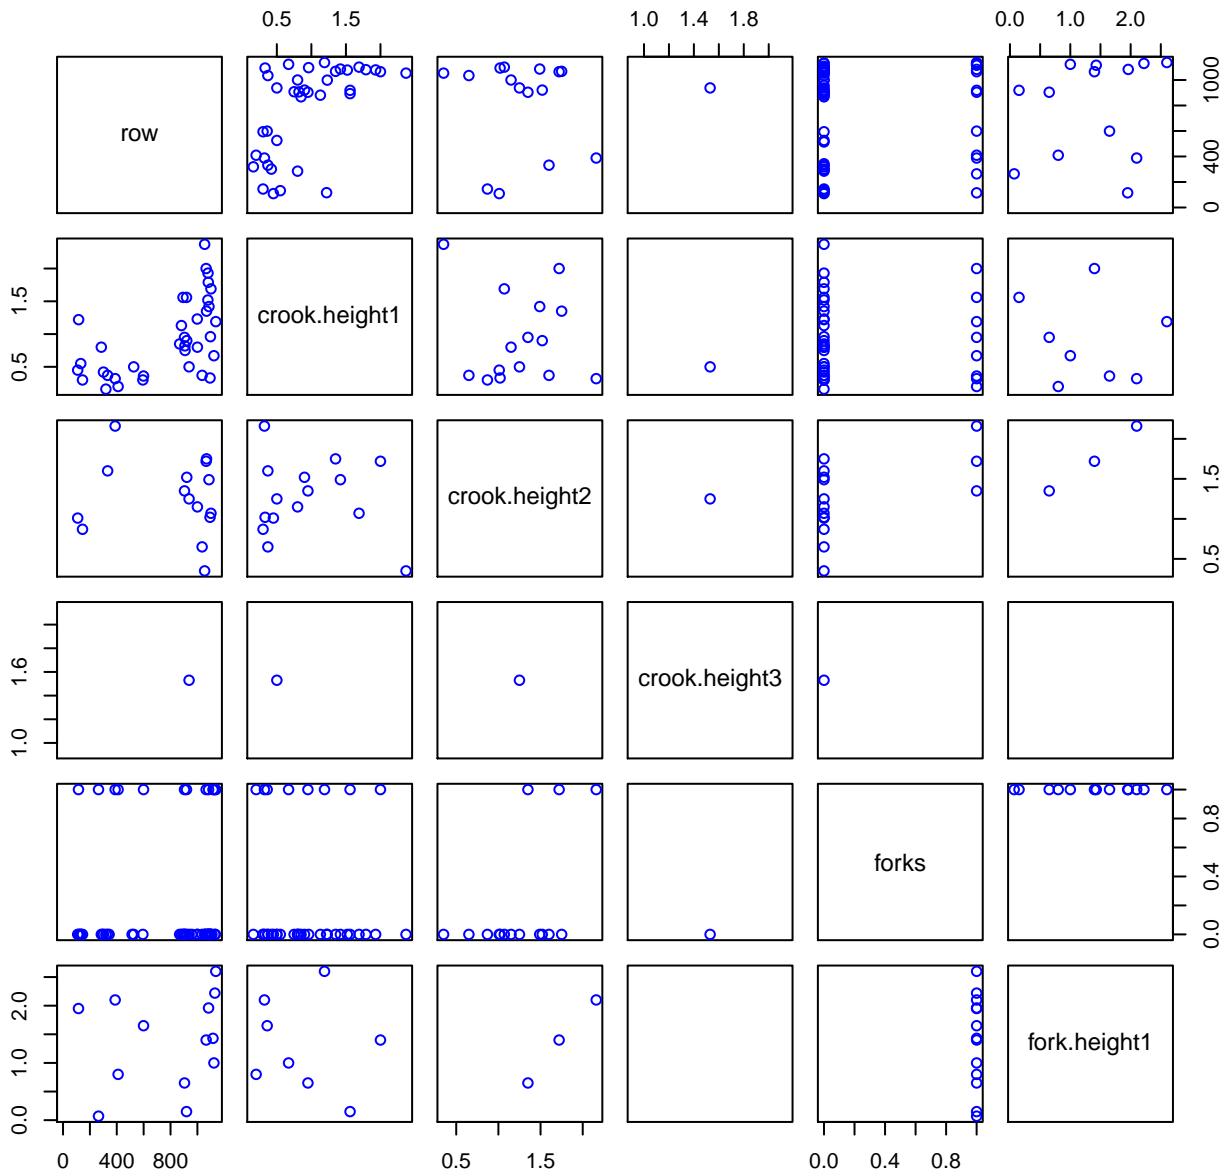 0.5 1.5 1.0 1.4 1.8 0.0 1.0 2.0
row 0 400 1000
0.5 1.5 crook.height1
crook.height2 0.5 1.5
1.0 1.6 crook.height3
forks 0.0 0.4 0.8
0.0 1.0 2.0 fork.height1
0 400 800 0.5 1.5 0.0 0.4 0.8